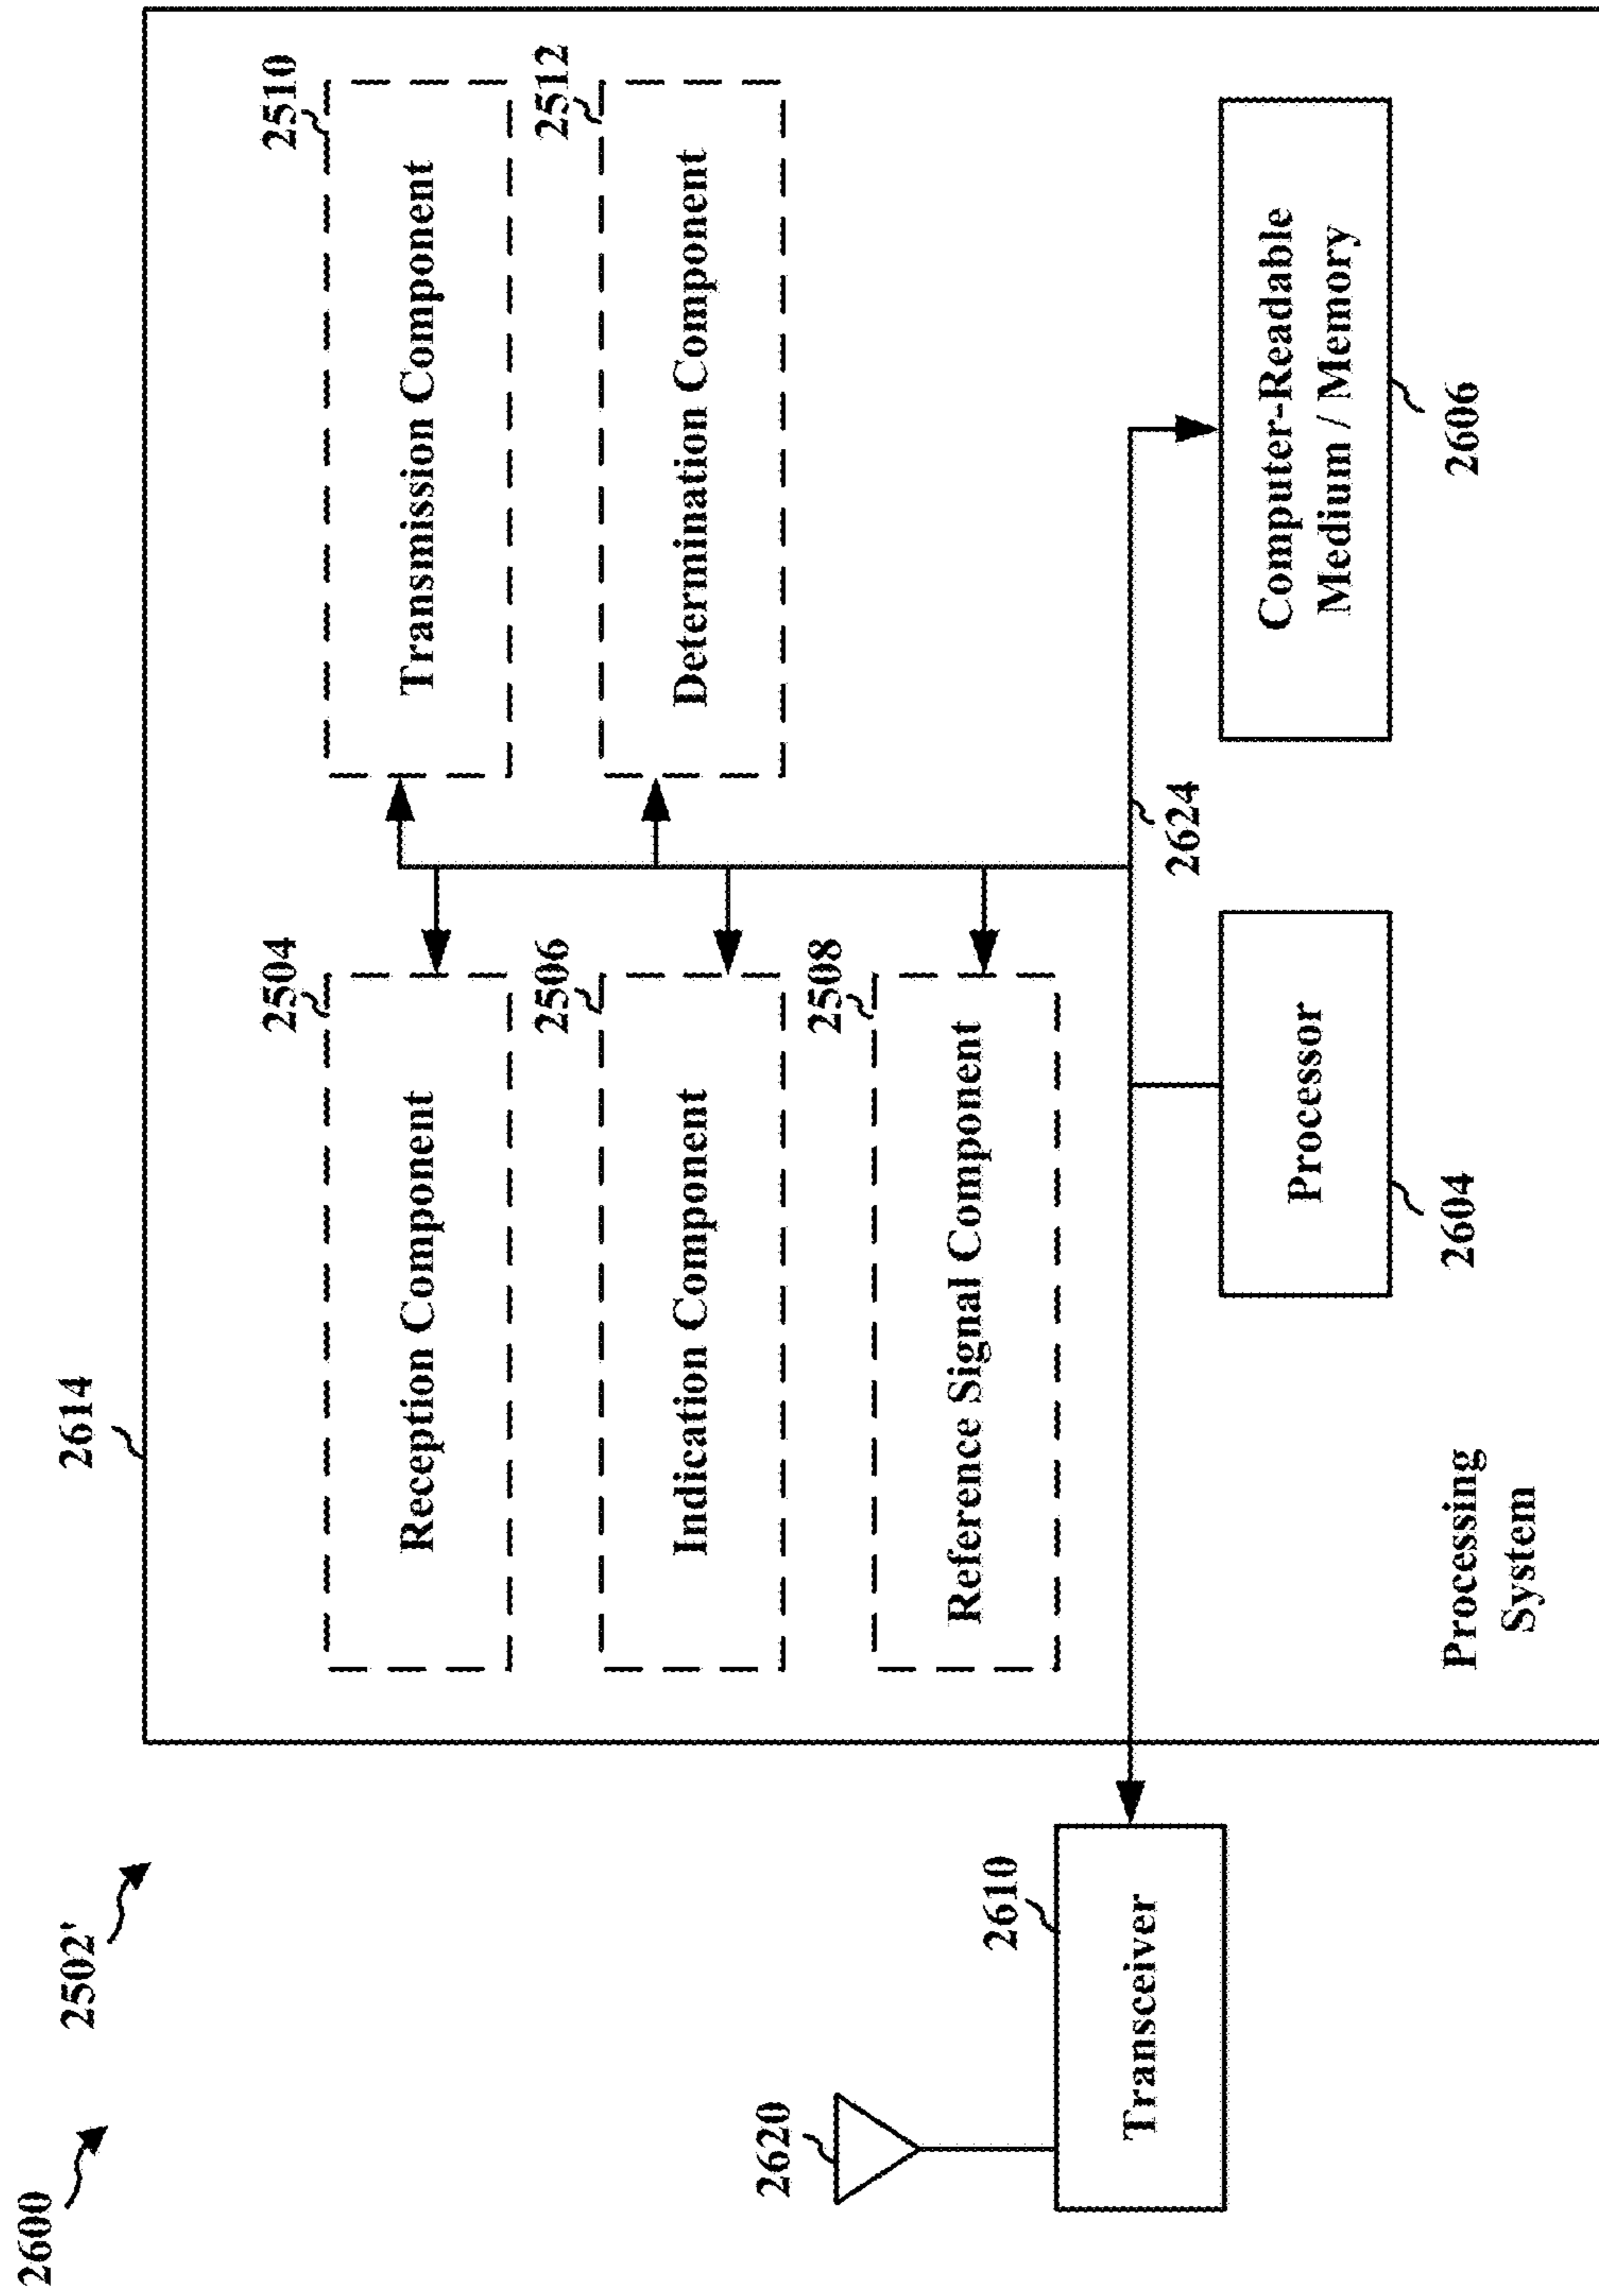 2600
2502'
2614
2504
Reception Component
2510
Transmission Component
2506
Indication Component
2512
Determination Component
2508
Reference Signal Component
2620
2610
Transceiver
2624
Processor
2604
Computer-Readable
Medium / Memory
2606
Processing
System